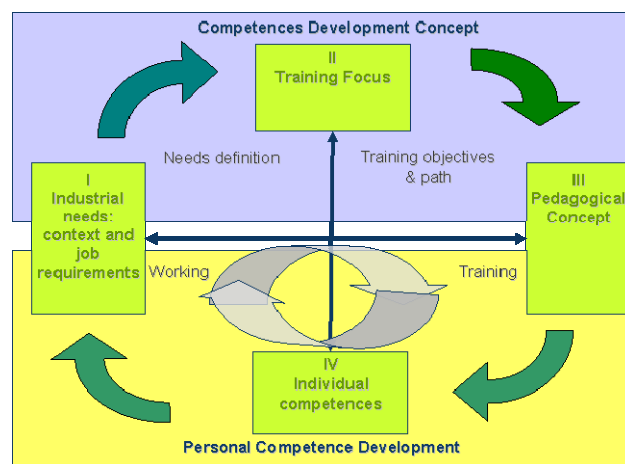 Competences Development Concept
II
Training Focus
Needs definition
Training objectives
& path
I
Industrial
needs:
context and
job
requirements
III
Pedagogical
Concept
Working
Training
IV
Individual
competences
Personal Competence Development